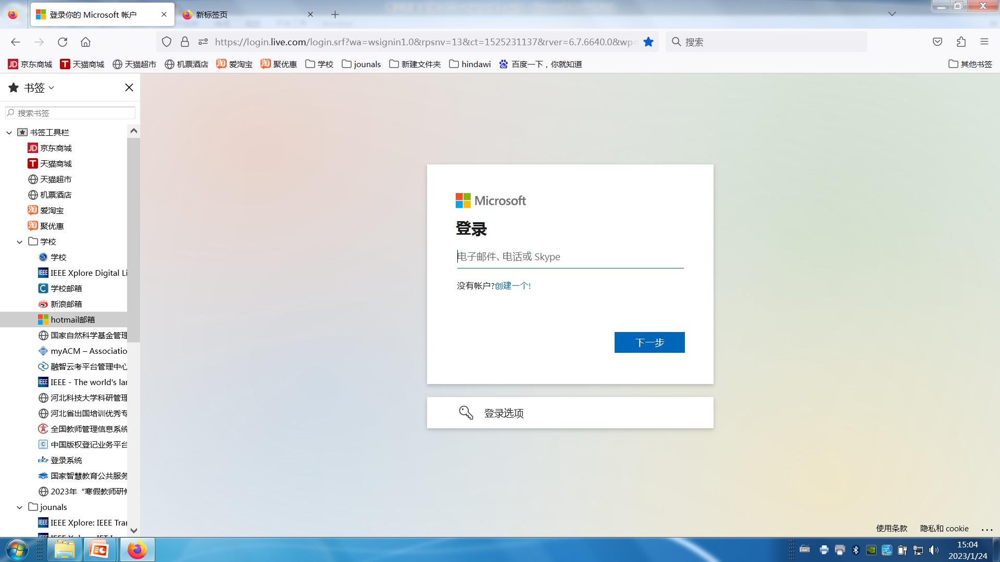 登录你的 Microsoft 帐户
新标签页
https://login.live.com/login.srf?wa=wsignin1.0&rpsnv=13&ct=1525231137&rver=6.7.6640.0&wp=
搜索
京东商城
天猫商城
天猫超市
机票酒店
爱淘宝
聚优惠
学校
jounals
新建文件夹
hindawi
百度一下，你就知道
其他书签
书签
搜索书签
书签工具栏
京东商城
天猫商城
天猫超市
机票酒店
爱淘宝
聚优惠
学校
学校
IEEE Xplore Digital Li
学校邮箱
新浪邮箱
hotmail邮箱
国家自然科学基金管理
myACM – Associatio
融智云考平台管理中心
IEEE - The world's lar
河北科技大学科研管理
河北省出国培训优秀专
全国教师管理信息系统
中国版权登记业务平台
登录系统
国家智慧教育公共服务
2023年“寒假教师研修
jounals
IEEE Xplore: IEEE Trar
Microsoft
登录
电子邮件、电话或 Skype
没有帐户?创建一个!
下一步
登录选项
使用条款
隐私和 cookie
15:04
2023/1/24